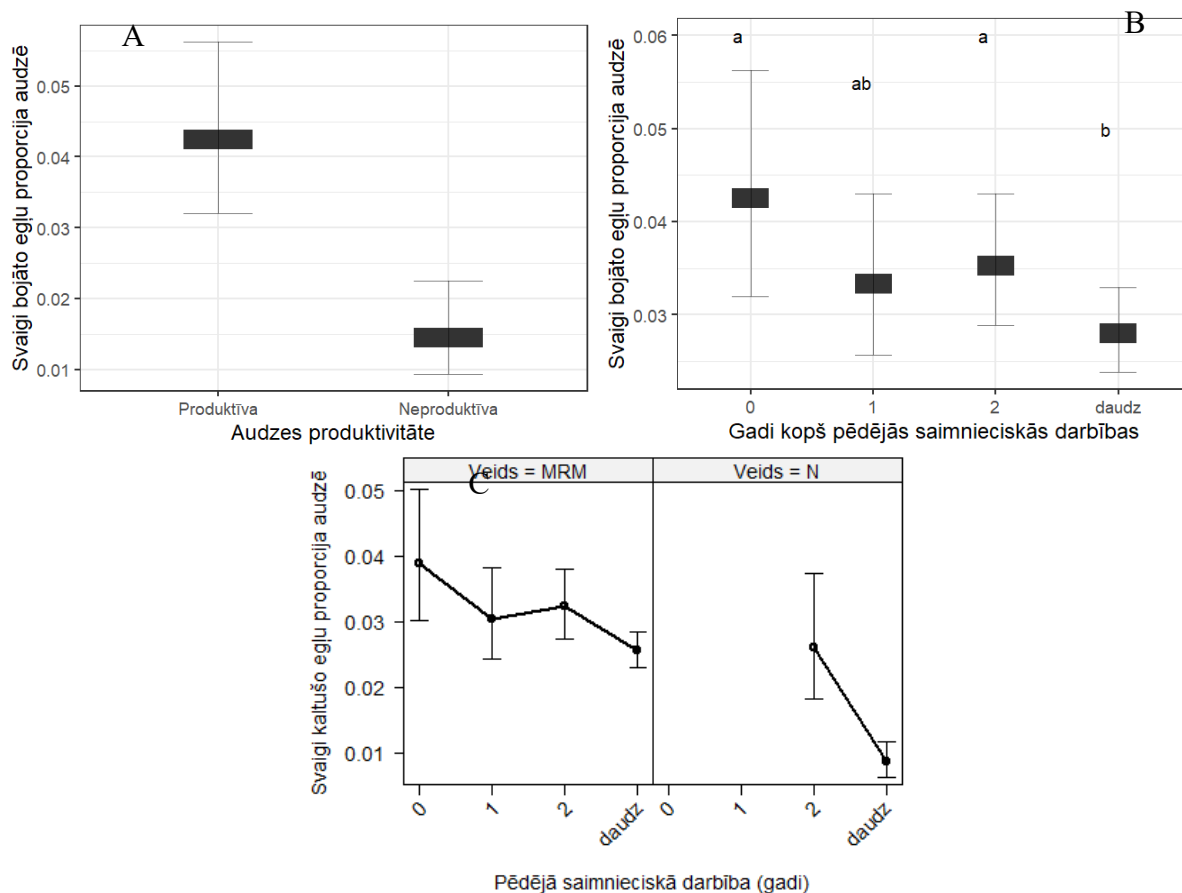 A
Svaigi bojāto egļu proporcija audzē
0.05
0.04
0.03
0.02
0.01
Produktīva Neproduktīva
Audzes produktivitāte
B
Svaigi bojāto egļu proporcija audzē
0.06
0.05
0.04
0.03
a
ab
a
b
0 1 2 daudz
Gadi kopš pēdējās saimnieciskās darbības
C
Veids = MRM Veids = N
Svaigi kaltušo egļu proporcija audzē
0.05
0.04
0.03
0.02
0.01
0 1 2 daudz 0 1 2 daudz
Pēdējā saimnieciskā darbība (gadi)